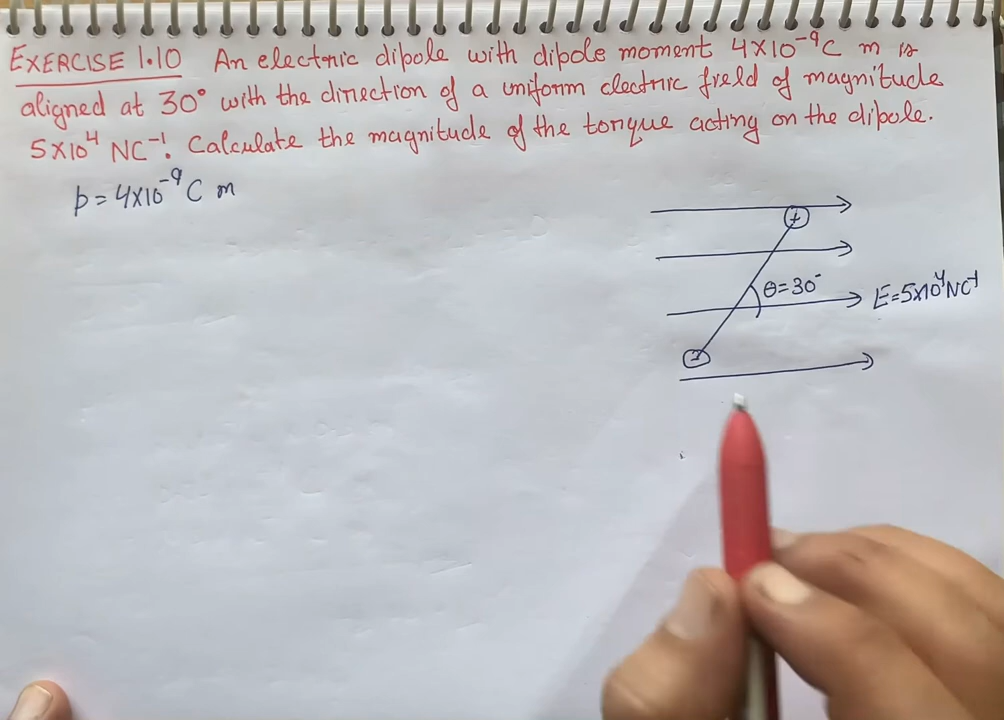 EXERCISE 1.10 An electric dipole with dipole moment 4×10⁻⁹C m is
aligned at 30° with the direction of a uniform electric field of magnitude
5×10⁴ NC⁻¹. Calculate the magnitude of the torque acting on the dipole.
p = 4×10⁻⁹ C m
+
θ=30°
E=5×10⁴NC⁻¹
-